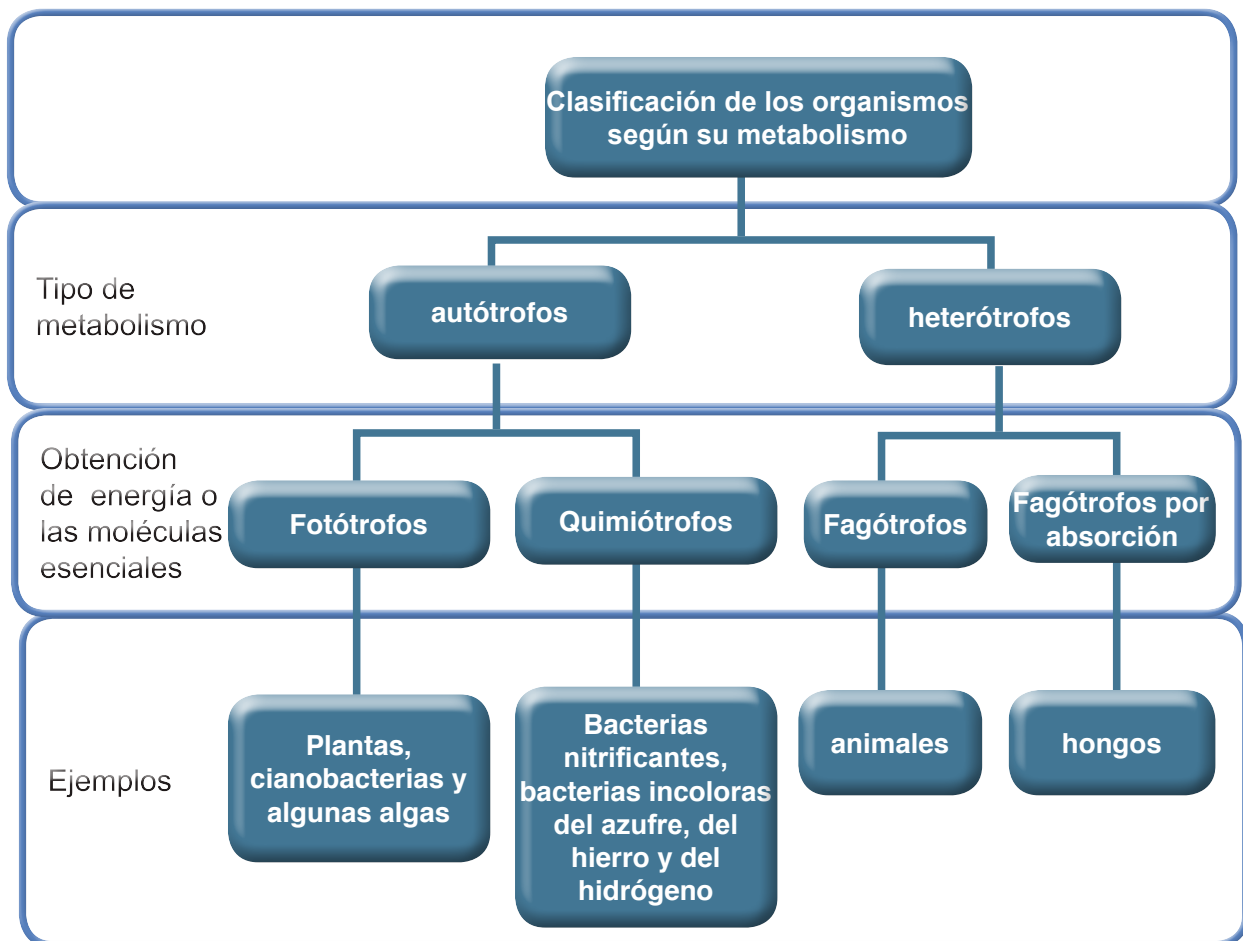 Clasificación de los organismos
según su metabolismo
Tipo de
metabolismo
autótrofos
heterótrofos
Obtención
de energía o
las moléculas
esenciales
Fotótrofos
Quimiótrofos
Fagótrofos
Fagótrofos por
absorción
Ejemplos
Plantas,
cianobacterias y
algunas algas
Bacterias
nitrificantes,
bacterias incoloras
del azufre, del
hierro y del
hidrógeno
animales
hongos